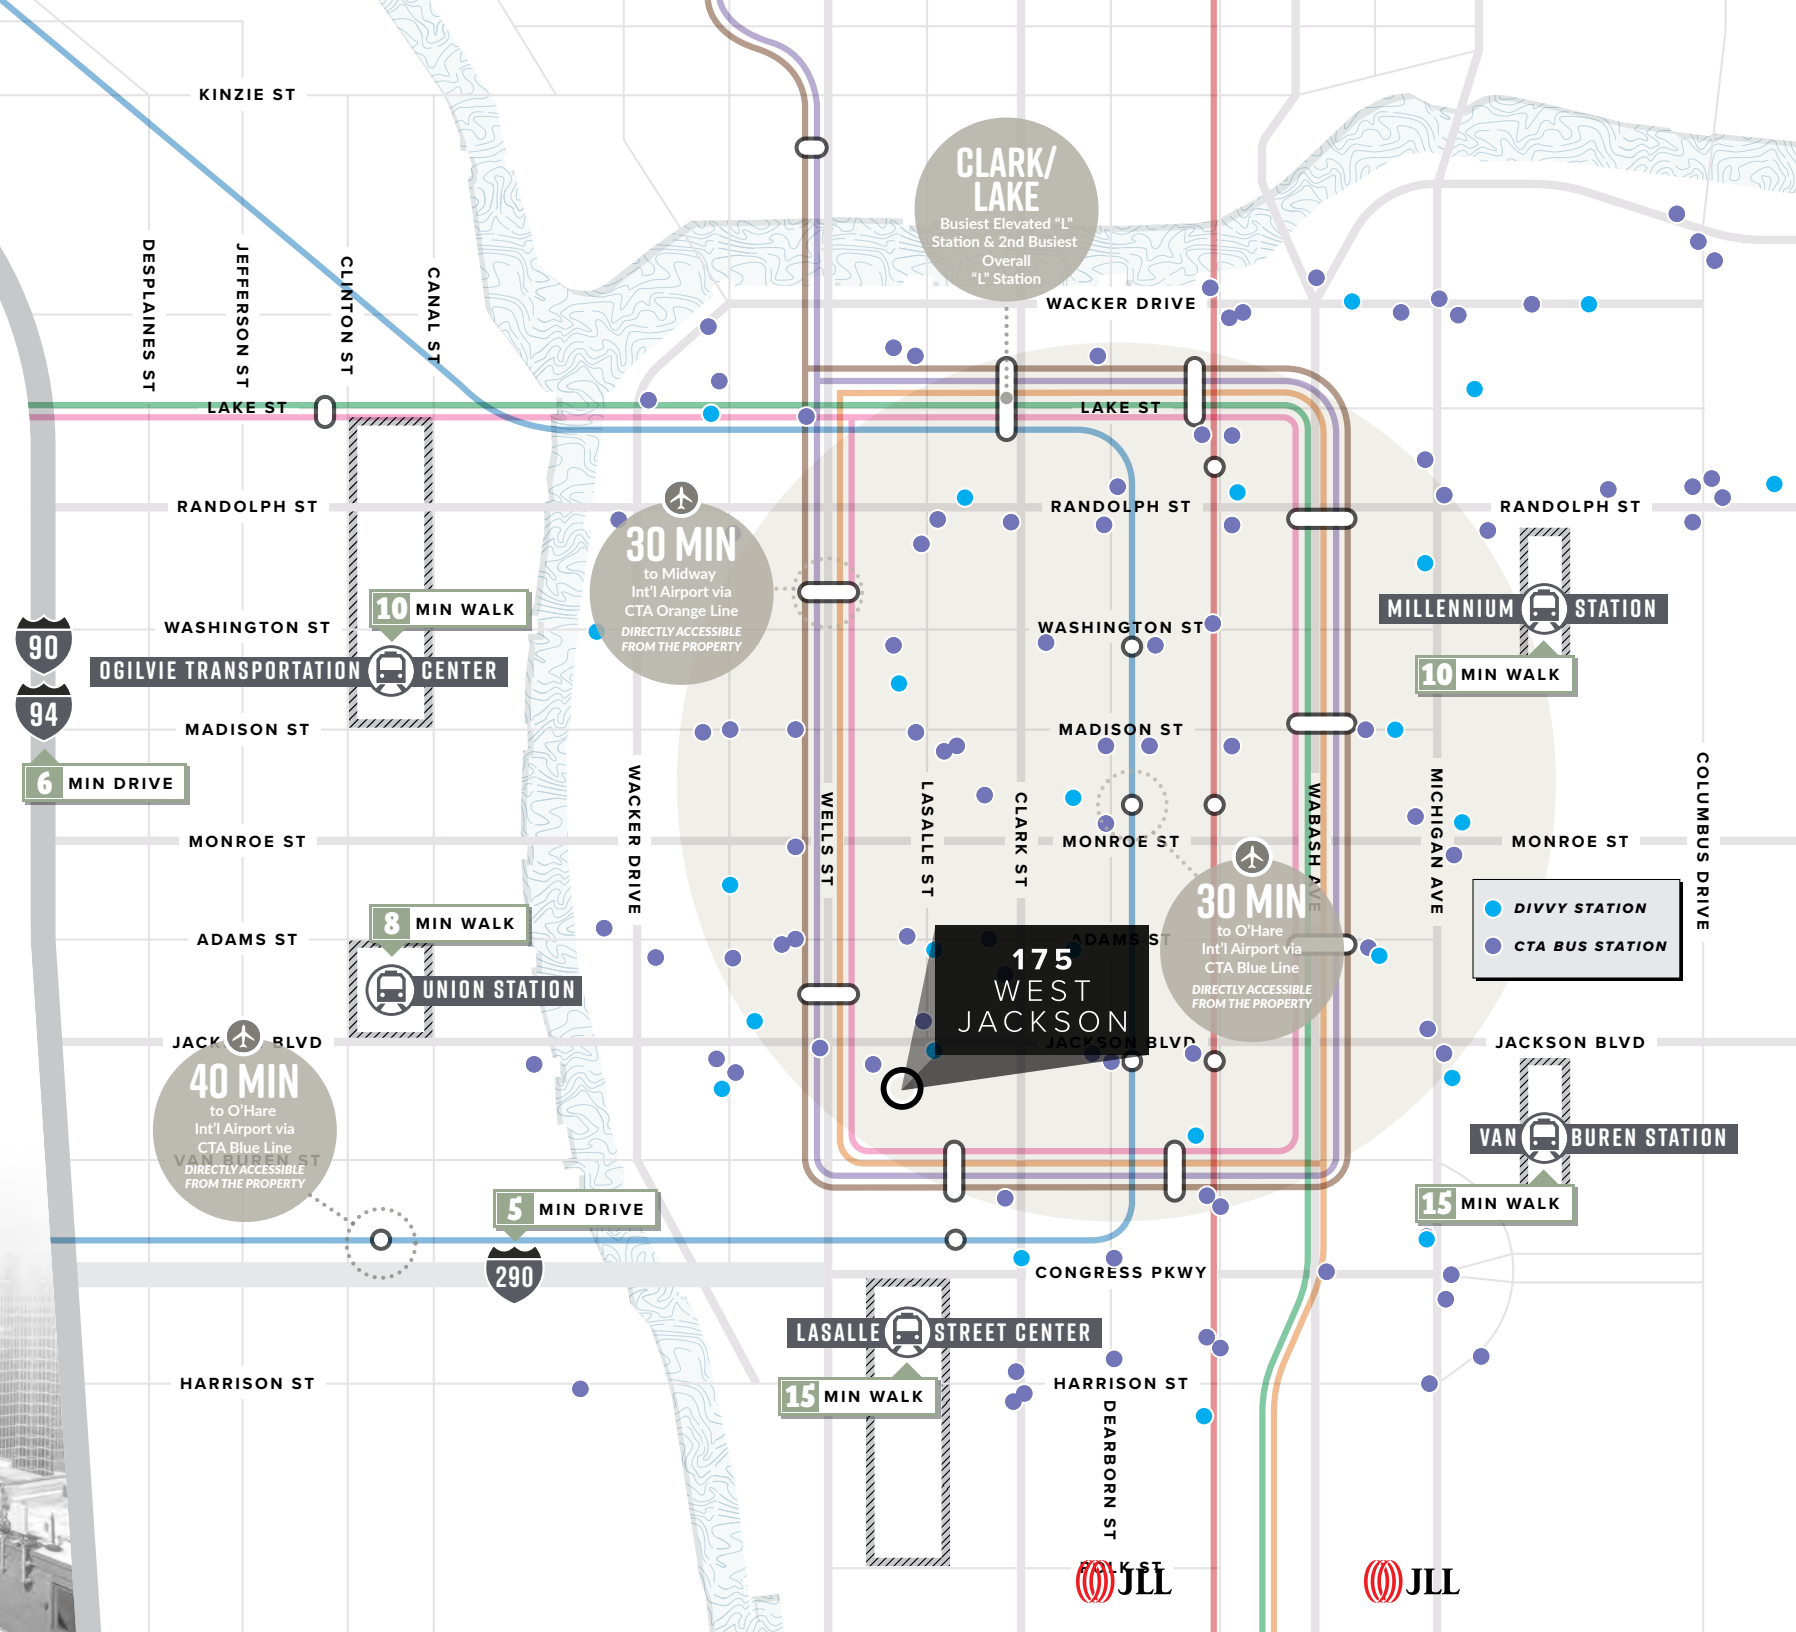 KINZIE ST
CLARK/
LAKE
Busiest Elevated “L”
Station & 2nd Busiest
Overall
“L” Station
DESPLAINES ST
JEFFERSON ST
CLINTON ST
CANAL ST
WACKER DRIVE
LAKE ST
LAKE ST
RANDOLPH ST
RANDOLPH ST
RANDOLPH ST
30 MIN
to Midway
Int'l Airport via
CTA Orange Line
DIRECTLY ACCESSIBLE
FROM THE PROPERTY
10 MIN WALK
WASHINGTON ST
WASHINGTON ST
MILLENNIUM STATION
90
OGILVIE TRANSPORTATION CENTER
10 MIN WALK
94
MADISON ST
MADISON ST
6 MIN DRIVE
WACKER DRIVE
WELLS ST
LASALLE ST
CLARK ST
WABASH AVE
MICHIGAN AVE
COLUMBUS DRIVE
MONROE ST
MONROE ST
MONROE ST
30 MIN
to O'Hare
Int'l Airport via
CTA Blue Line
DIRECTLY ACCESSIBLE
FROM THE PROPERTY
DIVVY STATION
CTA BUS STATION
8 MIN WALK
ADAMS ST
ADAMS ST
175
WEST
JACKSON
UNION STATION
JACK BLVD
JACKSON BLVD
JACKSON BLVD
40 MIN
to O'Hare
Int'l Airport via
CTA Blue Line
VAN BUREN ST
DIRECTLY ACCESSIBLE
FROM THE PROPERTY
VAN BUREN STATION
15 MIN WALK
5 MIN DRIVE
290
CONGRESS PKWY
LASALLE STREET CENTER
15 MIN WALK
HARRISON ST
HARRISON ST
DEARBORN ST
POLK ST
JLL
JLL